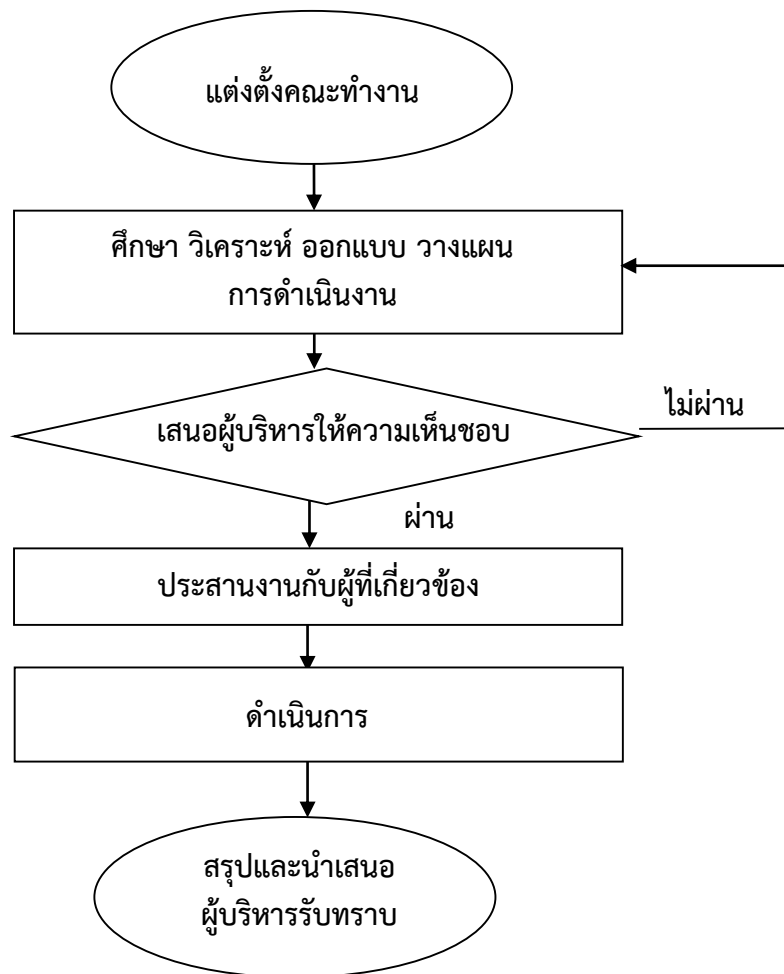 แต่งตั้งคณะทำงาน
ศึกษา วิเคราะห์ ออกแบบ วางแผน
การดำเนินงาน
เสนอผู้บริหารให้ความเห็นชอบ
ไม่ผ่าน
ผ่าน
ประสานงานกับผู้ที่เกี่ยวข้อง
ดำเนินการ
สรุปและนำเสนอ
ผู้บริหารรับทราบ